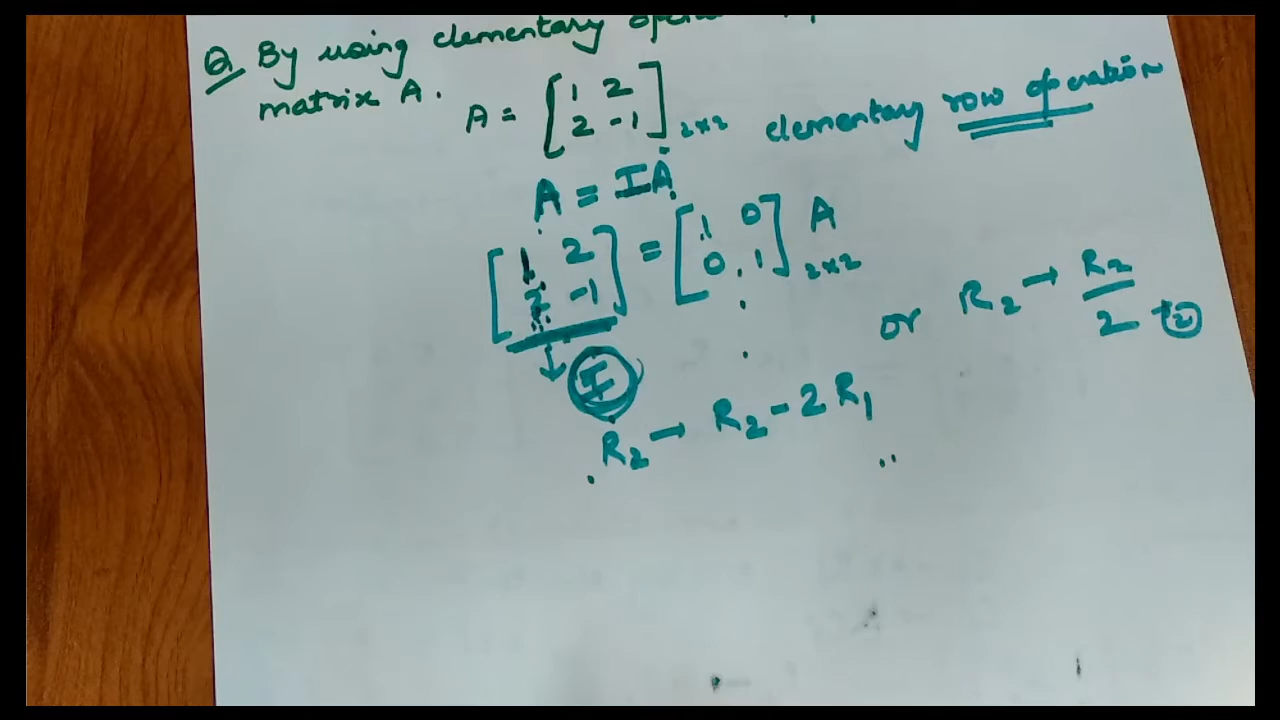 Q By using elementary
matrix A.
A = [1 2
2 -1] 2×2 elementary row operation
A = IA
[1 2
2 -1] = [1 0
0 1] 2×2 A
↓
I
or R2 → R2/2
R2 → R2 - 2R1